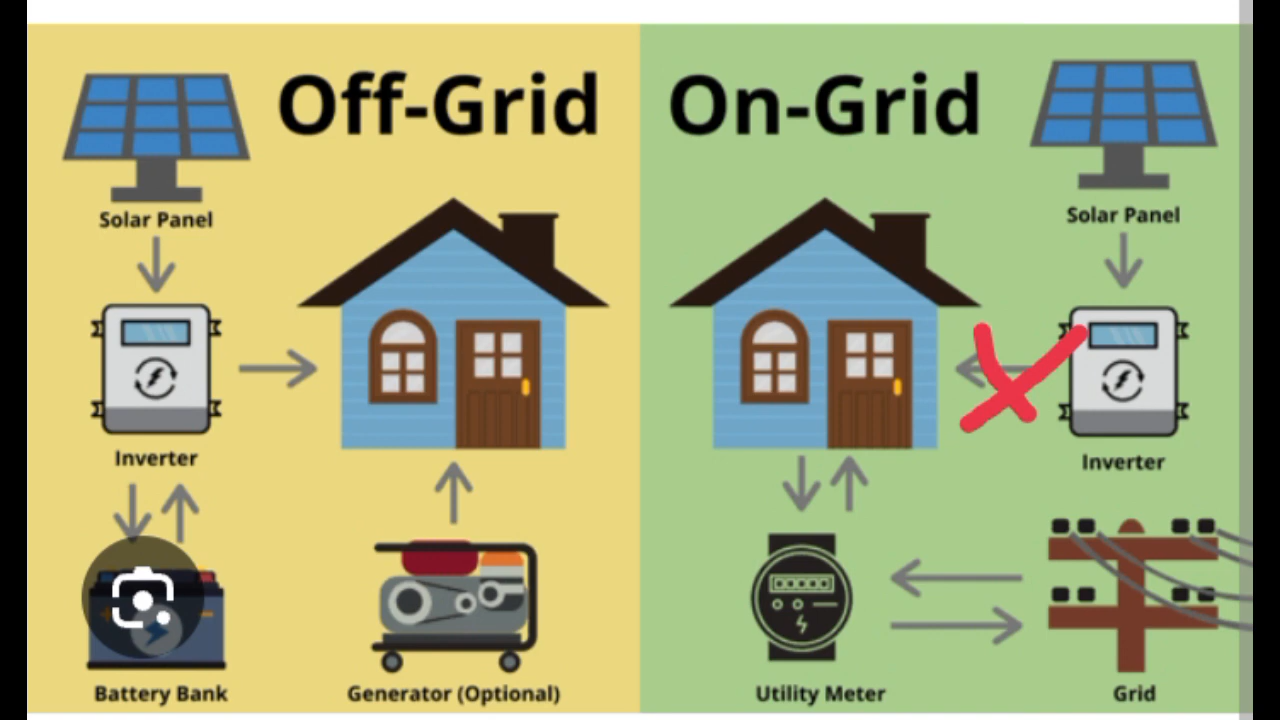 Off-Grid
Solar Panel
Inverter
Battery Bank
Generator (Optional)
On-Grid
Solar Panel
Inverter
Utility Meter
Grid